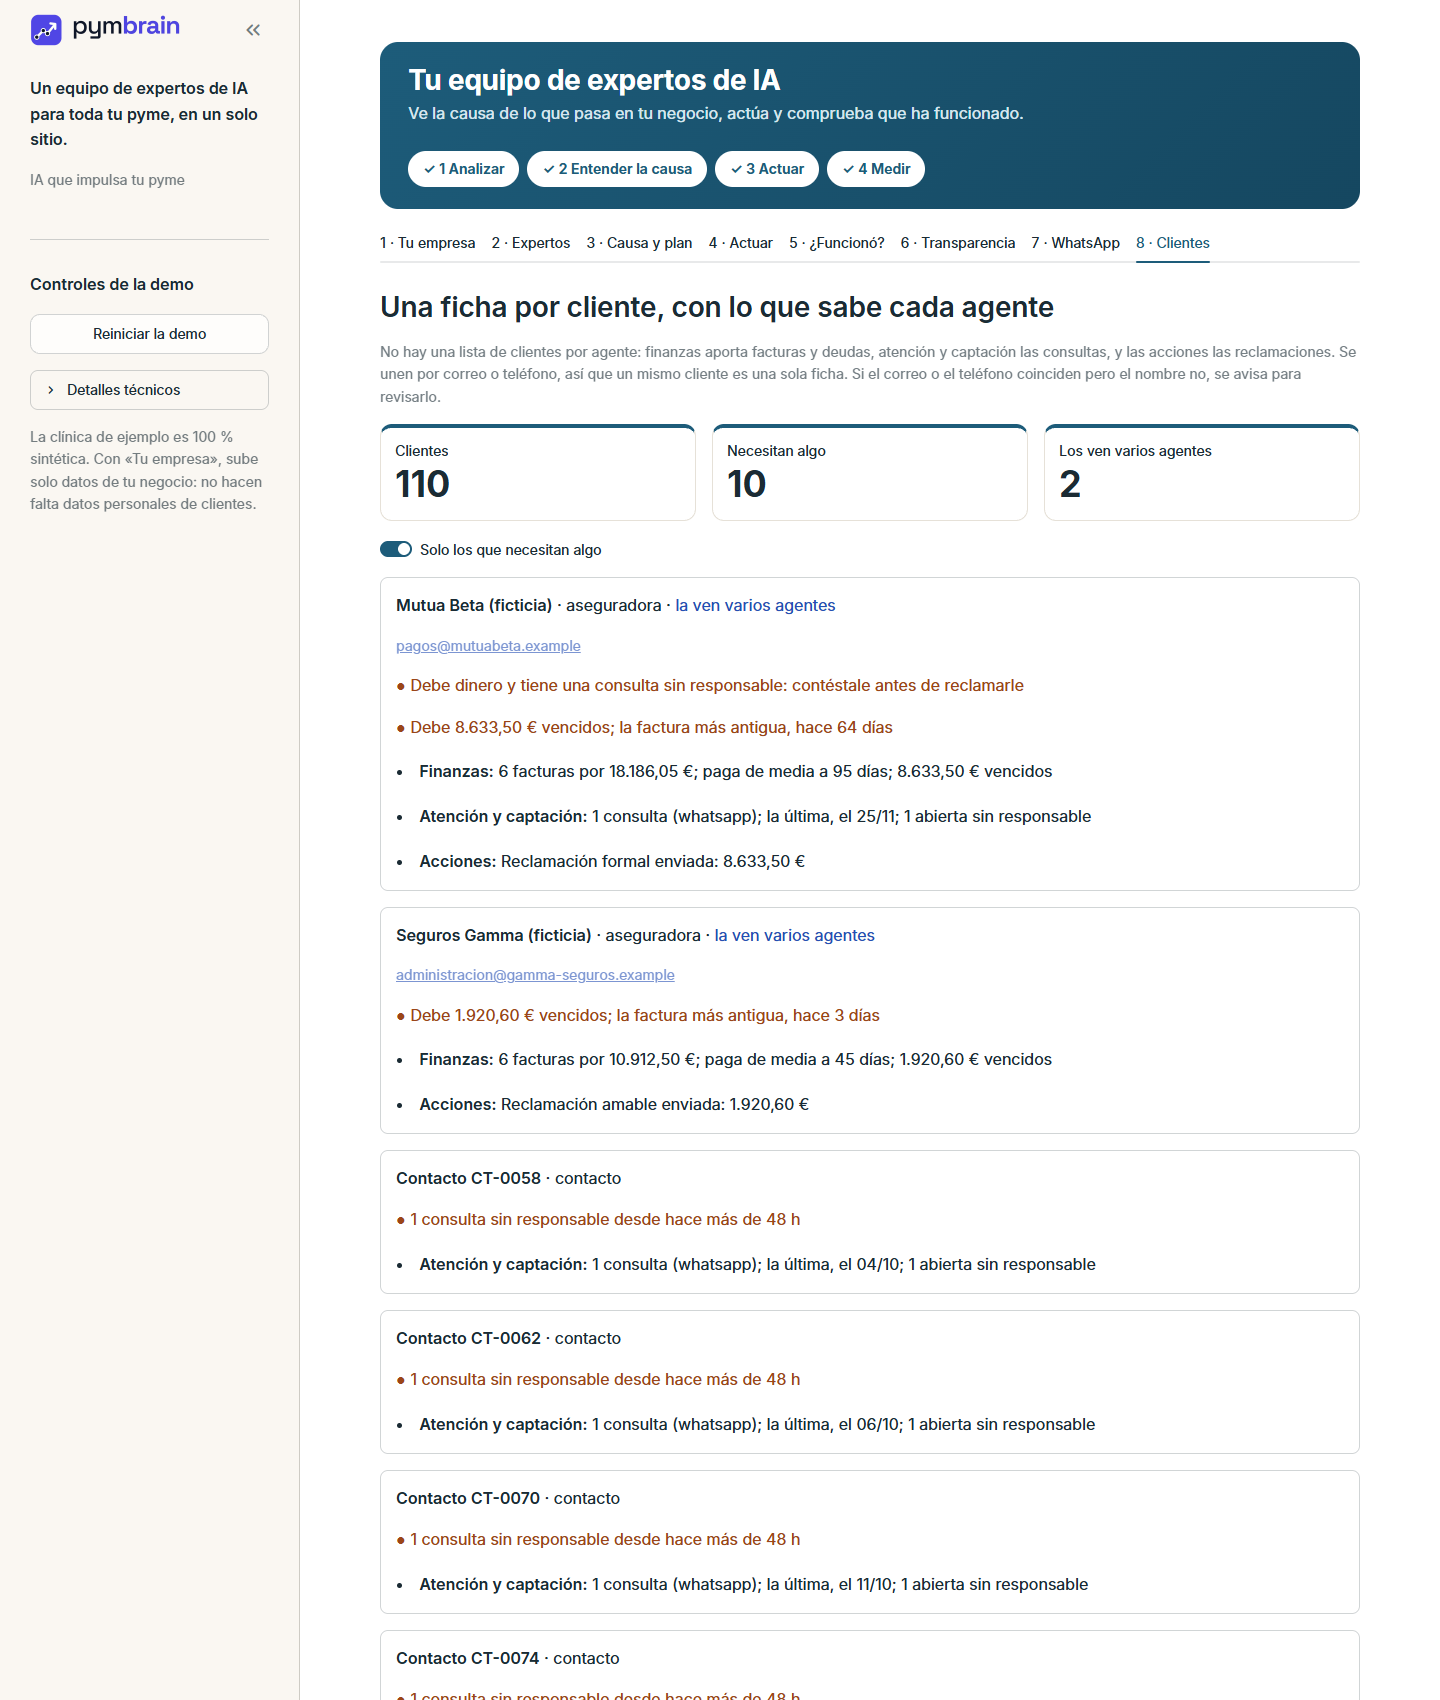 pymbrain
Un equipo de expertos de IA
para toda tu pyme, en un solo
sitio.
IA que impulsa tu pyme
Controles de la demo
Reiniciar la demo
Detalles técnicos
La clínica de ejemplo es 100 %
sintética. Con «Tu empresa», sube
solo datos de tu negocio: no hacen
falta datos personales de clientes.
Tu equipo de expertos de IA
Ve la causa de lo que pasa en tu negocio, actúa y comprueba que ha funcionado.
✓ 1 Analizar ✓ 2 Entender la causa ✓ 3 Actuar ✓ 4 Medir
1 · Tu empresa 2 · Expertos 3 · Causa y plan 4 · Actuar 5 · ¿Funcionó? 6 · Transparencia 7 · WhatsApp 8 · Clientes
Una ficha por cliente, con lo que sabe cada agente
No hay una lista de clientes por agente: finanzas aporta facturas y deudas, atención y captación las consultas, y las acciones las reclamaciones. Se
unen por correo o teléfono, así que un mismo cliente es una sola ficha. Si el correo o el teléfono coinciden pero el nombre no, se avisa para
revisarlo.
Clientes
110
Necesitan algo
10
Los ven varios agentes
2
Solo los que necesitan algo
Mutua Beta (ficticia) · aseguradora · la ven varios agentes
pagos@mutuabeta.example
● Debe dinero y tiene una consulta sin responsable: contéstale antes de reclamarle
● Debe 8.633,50 € vencidos; la factura más antigua, hace 64 días
• Finanzas: 6 facturas por 18.186,05 €; paga de media a 95 días; 8.633,50 € vencidos
• Atención y captación: 1 consulta (whatsapp); la última, el 25/11; 1 abierta sin responsable
• Acciones: Reclamación formal enviada: 8.633,50 €
Seguros Gamma (ficticia) · aseguradora · la ven varios agentes
administracion@gamma-seguros.example
● Debe 1.920,60 € vencidos; la factura más antigua, hace 3 días
• Finanzas: 6 facturas por 10.912,50 €; paga de media a 45 días; 1.920,60 € vencidos
• Acciones: Reclamación amable enviada: 1.920,60 €
Contacto CT-0058 · contacto
● 1 consulta sin responsable desde hace más de 48 h
• Atención y captación: 1 consulta (whatsapp); la última, el 04/10; 1 abierta sin responsable
Contacto CT-0062 · contacto
● 1 consulta sin responsable desde hace más de 48 h
• Atención y captación: 1 consulta (whatsapp); la última, el 06/10; 1 abierta sin responsable
Contacto CT-0070 · contacto
● 1 consulta sin responsable desde hace más de 48 h
• Atención y captación: 1 consulta (whatsapp); la última, el 11/10; 1 abierta sin responsable
Contacto CT-0074 · contacto
● 1 consulta sin responsable desde hace más de 48 h